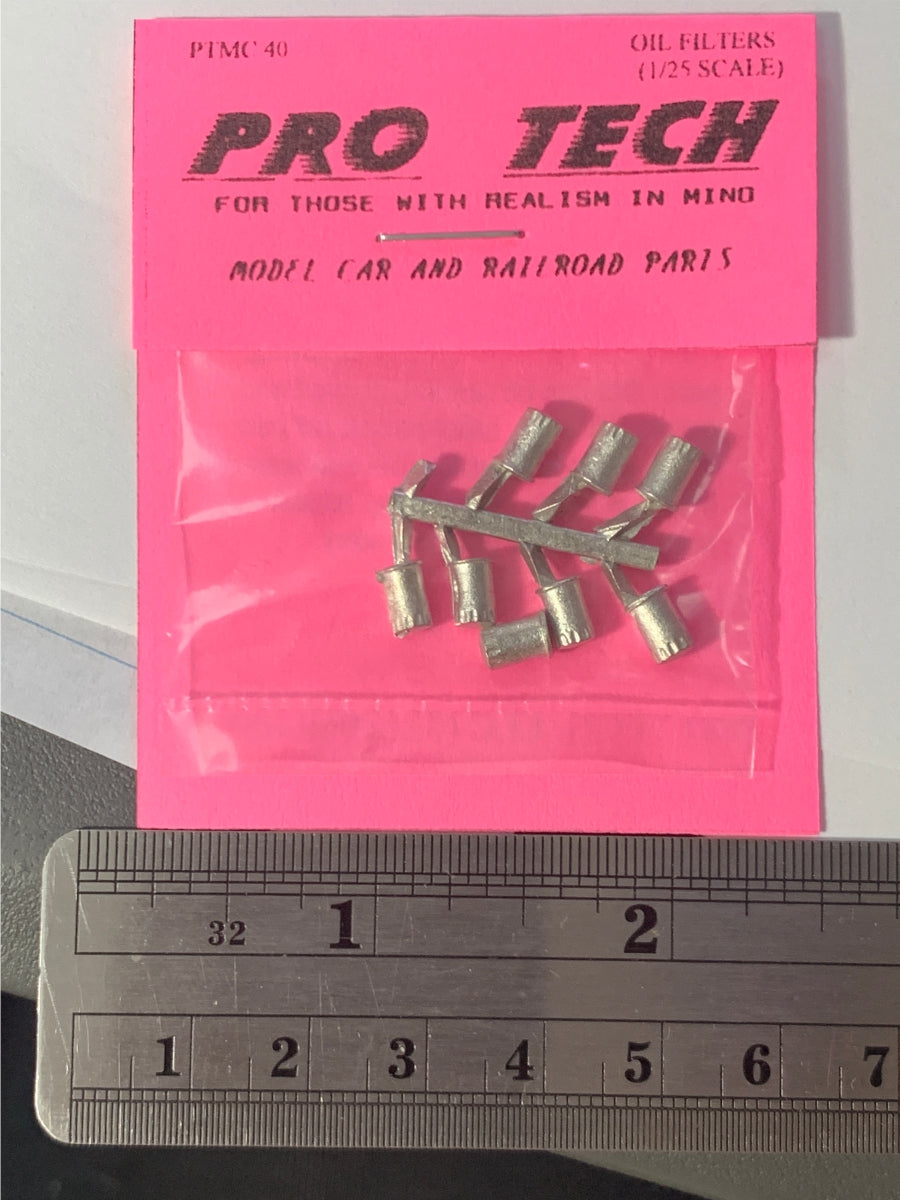 PTMC 40
OIL FILTERS
(1/25 SCALE)
PRO TECH
FOR THOSE WITH REALISM IN MIND
MODEL CAR AND RAILROAD PARTS
32 1 2
1 2 3 4 5 6 7